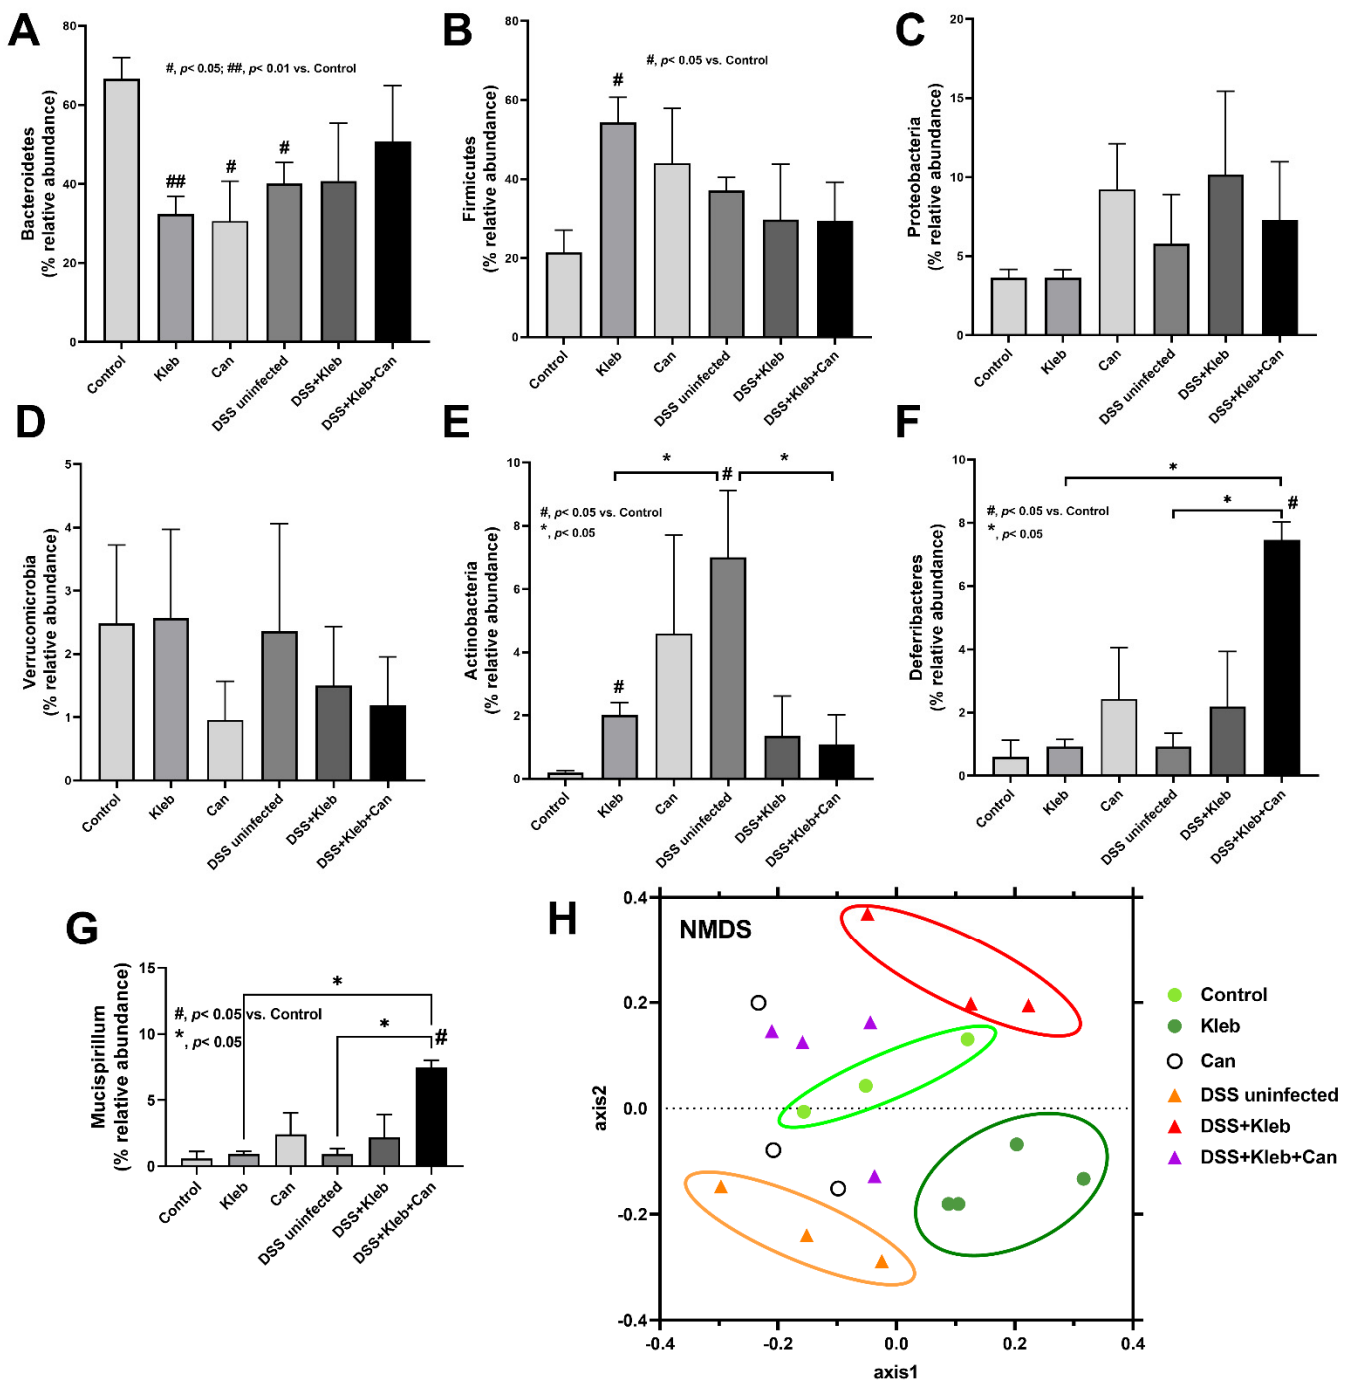 A
Bacteroidetes
(% relative abundance)
80
60
40
20
0
#, p< 0.05; ##, p< 0.01 vs. Control
##
#
#
Control
Kleb
Can
DSS uninfected
DSS+Kleb
DSS+Kleb+Can
B
Firmicutes
(% relative abundance)
80
60
40
20
0
#, p< 0.05 vs. Control
#
Control
Kleb
Can
DSS uninfected
DSS+Kleb
DSS+Kleb+Can
C
Proteobacteria
(% relative abundance)
20
15
10
5
0
Control
Kleb
Can
DSS uninfected
DSS+Kleb
DSS+Kleb+Can
D
Verrucomicrobia
(% relative abundance)
5
4
3
2
1
0
Control
Kleb
Can
DSS uninfected
DSS+Kleb
DSS+Kleb+Can
E
Actinobacteria
(% relative abundance)
10
8
6
4
2
0
* # *
#, p< 0.05 vs. Control
*, p< 0.05
#
Control
Kleb
Can
DSS uninfected
DSS+Kleb
DSS+Kleb+Can
F
Deferribacteres
(% relative abundance)
10
8
6
4
2
0
*
* #
#, p< 0.05 vs. Control
*, p< 0.05
Control
Kleb
Can
DSS uninfected
DSS+Kleb
DSS+Kleb+Can
G
Mucispirillum
(% relative abundance)
15
10
5
0
*
#, p< 0.05 vs. Control
* #
*, p< 0.05
Control
Kleb
Can
DSS uninfected
DSS+Kleb
DSS+Kleb+Can
H
NMDS
axis2
0.4
0.2
0.0
-0.2
-0.4
-0.4 -0.2 0.0 0.2 0.4
axis1
Control
Kleb
Can
DSS uninfected
DSS+Kleb
DSS+Kleb+Can